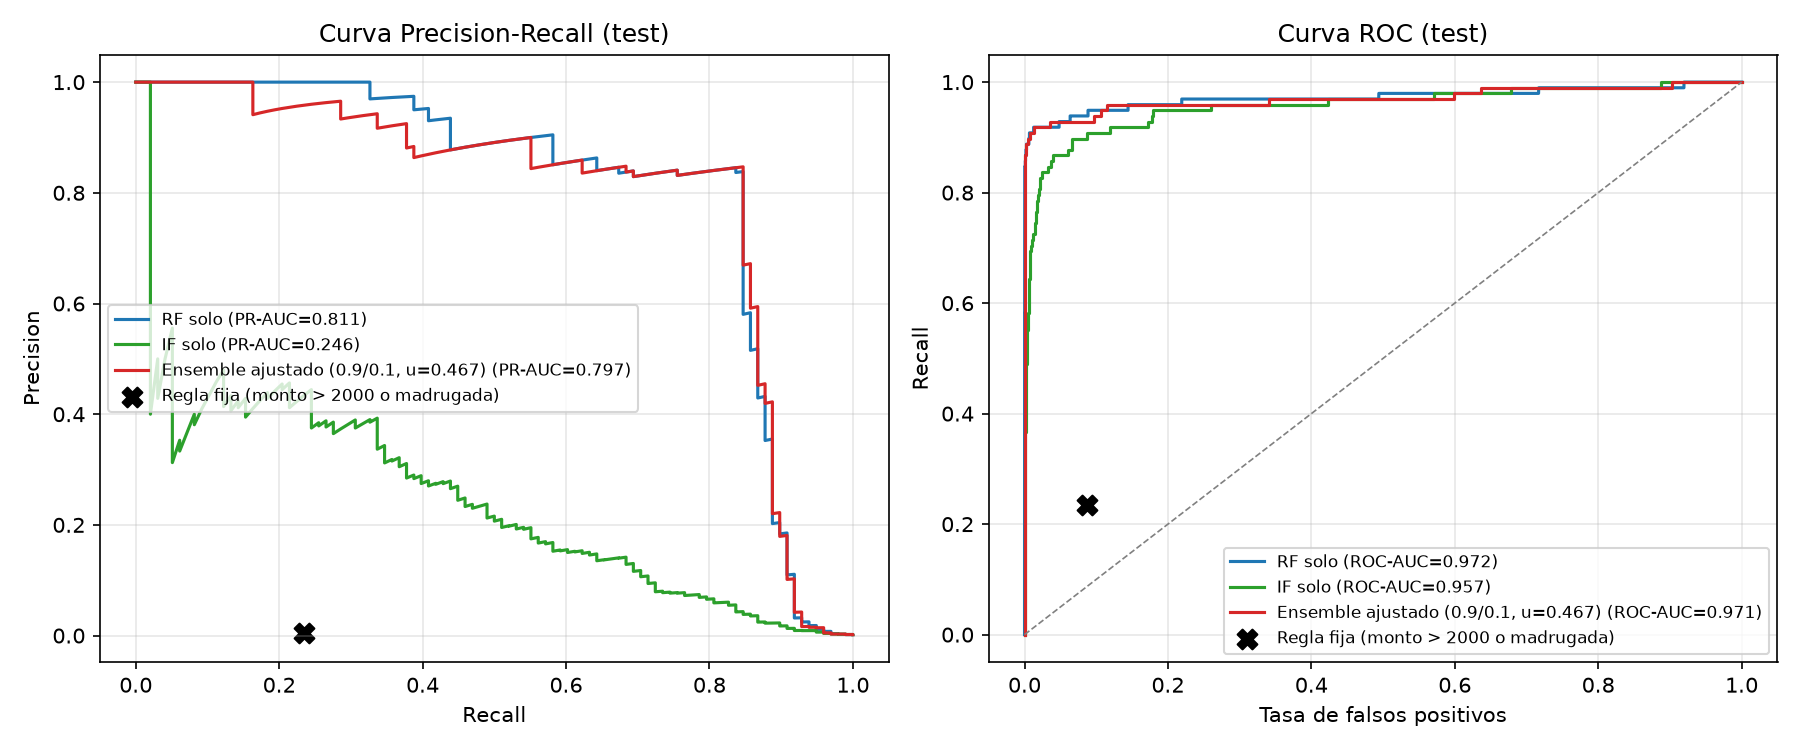 Curva Precision-Recall (test)
1.0
0.8
0.6
0.4
0.2
0.0
Precision
RF solo (PR-AUC=0.811)
IF solo (PR-AUC=0.246)
Ensemble ajustado (0.9/0.1, u=0.467) (PR-AUC=0.797)
Regla fija (monto > 2000 o madrugada)
0.0 0.2 0.4 0.6 0.8 1.0
Recall
Curva ROC (test)
1.0
0.8
0.6
0.4
0.2
0.0
Recall
RF solo (ROC-AUC=0.972)
IF solo (ROC-AUC=0.957)
Ensemble ajustado (0.9/0.1, u=0.467) (ROC-AUC=0.971)
Regla fija (monto > 2000 o madrugada)
0.0 0.2 0.4 0.6 0.8 1.0
Tasa de falsos positivos